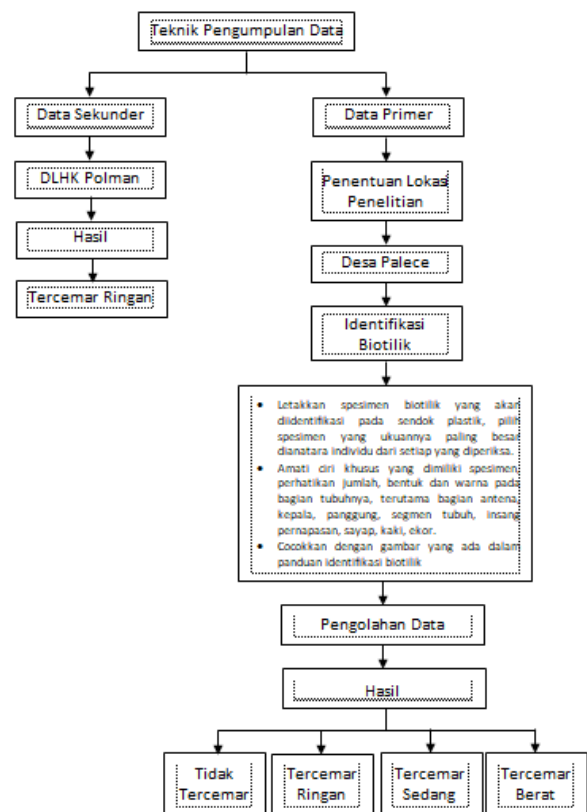 Teknik Pengumpulan Data
Data Sekunder
DLHK Polman
Hasil
Tercemar Ringan
Data Primer
Penentuan Lokas
Penelitian
Desa Palece
Identifikasi
Biotilik
• Letakkan spesimen biotilik yang akan
diidentifikasi pada sendok plastik, pilih
spesimen yang ukuannya paling besar
dianatara individu dari setiap yang diperiksa.
• Amati ciri khusus yang dimiliki spesimen,
perhatikan jumlah, bentuk dan warna pada
bagian tubuhnya, terutama bagian antena,
kepala, panggung, segmen tubuh, insang
pernapasan, sayap, kaki, ekor.
• Cocokkan dengan gambar yang ada dalam
panduan identifikasi biotilik
Pengolahan Data
Hasil
Tidak
Tercemar
Tercemar
Ringan
Tercemar
Sedang
Tercemar
Berat